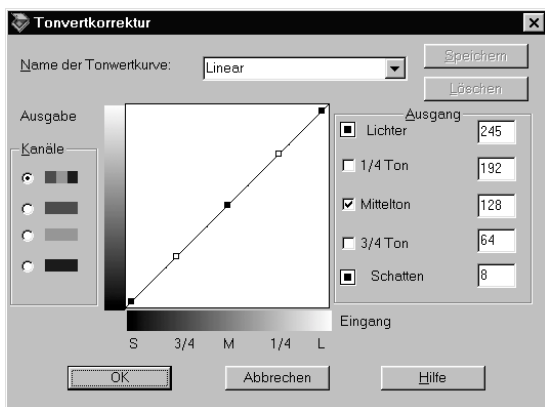 Tonvertkorrektur
Name der Tonwertkurve:
Linear
Speichern
Löschen
Ausgabe
Kanäle
Ausgang
Lichter 245
1/4 Ton 192
Mittelton 128
3/4 Ton 64
Schatten 8
Eingang
S 3/4 M 1/4 L
OK Abbrechen Hilfe